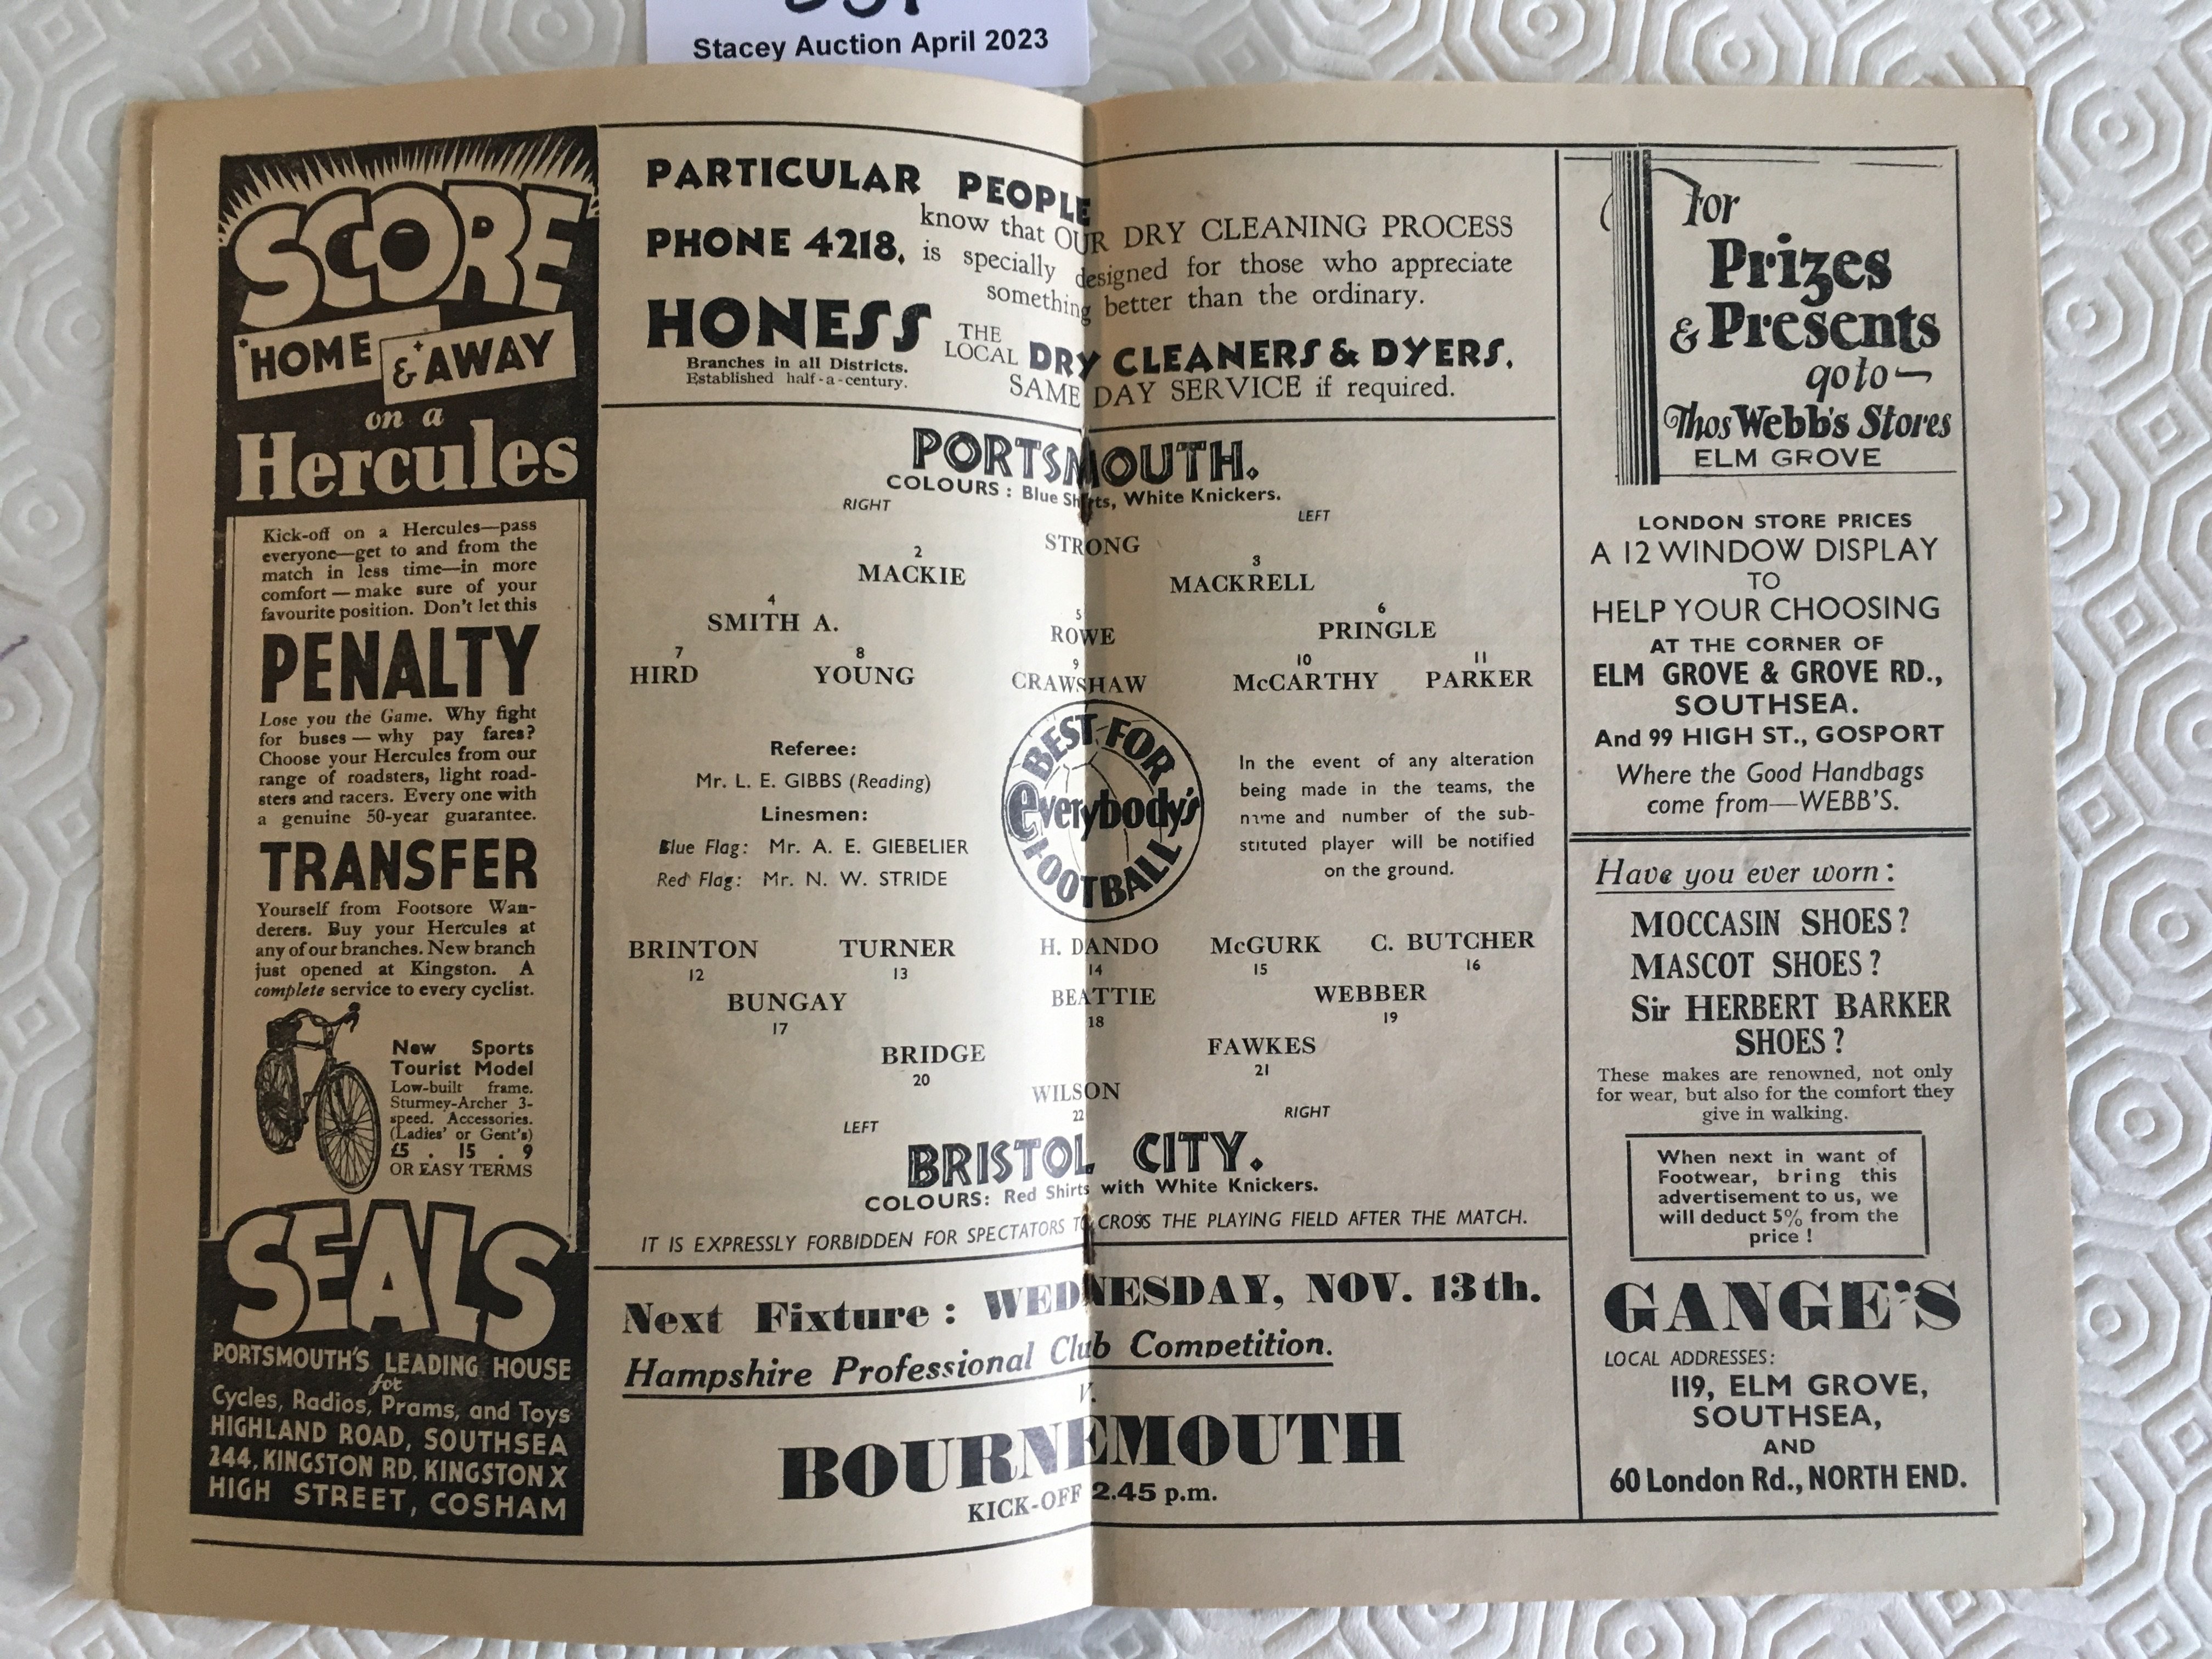 Stacey Auction April 2023
SCORE
HOME & AWAY
on a
Hercules
Kick-off on a Hercules—pass
everyone—get to and from the
match in less time—in more
comfort — make sure of your
favourite position. Don't let this
PENALTY
Lose you the Game. Why fight
for buses — why pay fares?
Choose your Hercules from our
range of roadsters, light road-
sters and racers. Every one with
a genuine 50-year guarantee.
TRANSFER
Yourself from Footsore Wan-
derers. Buy your Hercules at
any of our branches. New branch
just opened at Kingston. A
complete service to every cyclist.
New Sports
Tourist Model
Low-built frame.
Sturmey-Archer 3-
speed. Accessories.
(Ladies' or Gent's)
£5 . 15 . 9
OR EASY TERMS
SEALS
PORTSMOUTH'S LEADING HOUSE
for
Cycles, Radios, Prams, and Toys
HIGHLAND ROAD, SOUTHSEA
244, KINGSTON RD, KINGSTON X
HIGH STREET, COSHAM
PARTICULAR PEOPLE
know that OUR DRY CLEANING PROCESS
PHONE 4218, is specially designed for those who appreciate
something better than the ordinary.
HONESS THE LOCAL DRY CLEANERS & DYERS.
Branches in all Districts.
Established half-a-century.
SAME DAY SERVICE if required.
PORTSMOUTH.
COLOURS : Blue Shirts, White Knickers.
RIGHT LEFT
STRONG
2 3
MACKIE MACKRELL
4 5 6
SMITH A. ROWE PRINGLE
7 8 9 10 11
HIRD YOUNG CRAWSHAW McCARTHY PARKER
Referee:
Mr. L. E. GIBBS (Reading)
Linesmen:
Blue Flag: Mr. A. E. GIEBELIER
Red Flag: Mr. N. W. STRIDE
BEST FOR
everybody's
FOOTBALL
In the event of any alteration
being made in the teams, the
name and number of the sub-
stituted player will be notified
on the ground.
BRINTON TURNER H. DANDO McGURK C. BUTCHER
12 13 14 15 16
BUNGAY BEATTIE WEBBER
17 18 19
BRIDGE FAWKES
20 21
WILSON
22
LEFT RIGHT
BRISTOL CITY.
COLOURS: Red Shirts with White Knickers.
IT IS EXPRESSLY FORBIDDEN FOR SPECTATORS TO CROSS THE PLAYING FIELD AFTER THE MATCH.
Next Fixture : WEDNESDAY, NOV. 13th.
Hampshire Professional Club Competition.
v.
BOURNEMOUTH
KICK-OFF 2.45 p.m.
for
Prizes
& Presents
go to—
Thos Webb's Stores
ELM GROVE
LONDON STORE PRICES
A 12 WINDOW DISPLAY
TO
HELP YOUR CHOOSING
AT THE CORNER OF
ELM GROVE & GROVE RD.,
SOUTHSEA.
And 99 HIGH ST., GOSPORT
Where the Good Handbags
come from—WEBB'S.
Have you ever worn :
MOCCASIN SHOES ?
MASCOT SHOES ?
Sir HERBERT BARKER
SHOES ?
These makes are renowned, not only
for wear, but also for the comfort they
give in walking.
When next in want of
Footwear, bring this
advertisement to us, we
will deduct 5% from the
price !
GANGE'S
LOCAL ADDRESSES:
119, ELM GROVE,
SOUTHSEA,
AND
60 London Rd., NORTH END.